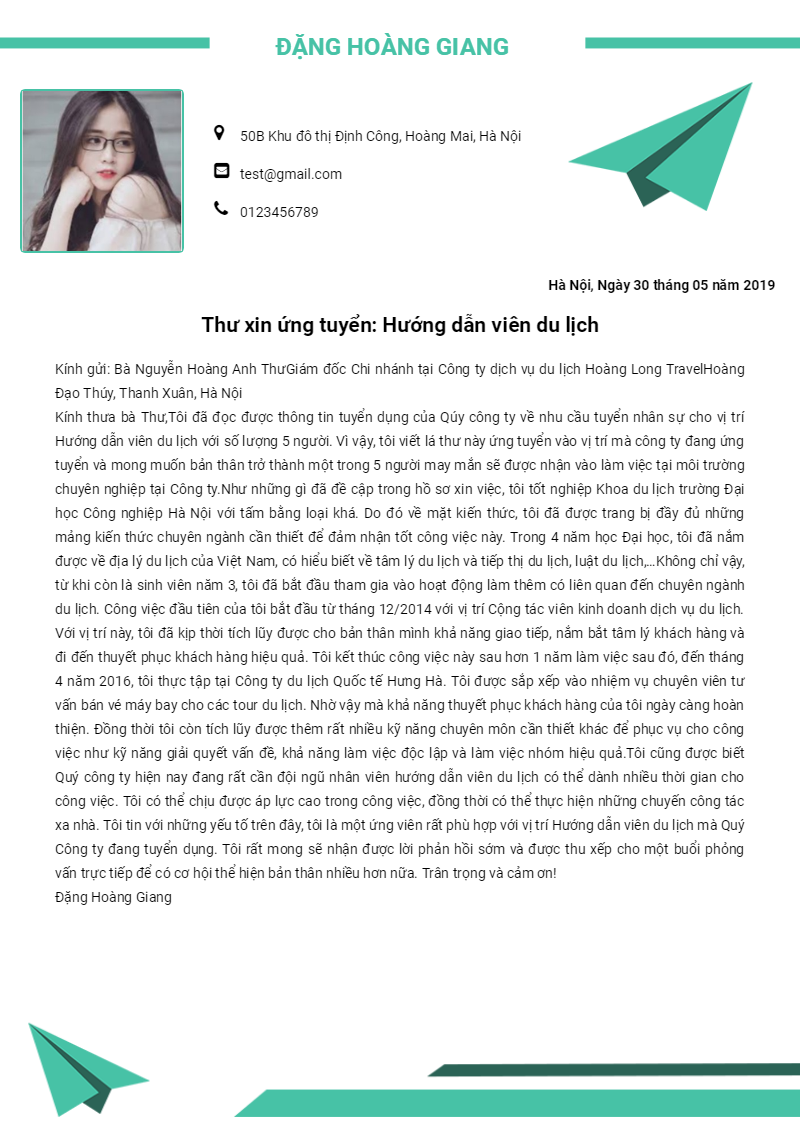 ĐẶNG HOÀNG GIANG
50B Khu đô thị Định Công, Hoàng Mai, Hà Nội
test@gmail.com
0123456789
Hà Nội, Ngày 30 tháng 05 năm 2019
Thư xin ứng tuyển: Hướng dẫn viên du lịch
Kính gửi: Bà Nguyễn Hoàng Anh ThưGiám đốc Chi nhánh tại Công ty dịch vụ du lịch Hoàng Long TravelHoàng
Đạo Thúy, Thanh Xuân, Hà Nội
Kính thưa bà Thư,Tôi đã đọc được thông tin tuyển dụng của Qúy công ty về nhu cầu tuyển nhân sự cho vị trí
Hướng dẫn viên du lịch với số lượng 5 người. Vì vậy, tôi viết lá thư này ứng tuyển vào vị trí mà công ty đang ứng
tuyển và mong muốn bản thân trở thành một trong 5 người may mắn sẽ được nhận vào làm việc tại môi trường
chuyên nghiệp tại Công ty.Như những gì đã đề cập trong hồ sơ xin việc, tôi tốt nghiệp Khoa du lịch trường Đại
học Công nghiệp Hà Nội với tấm bằng loại khá. Do đó về mặt kiến thức, tôi đã được trang bị đầy đủ những
mảng kiến thức chuyên ngành cần thiết để đảm nhận tốt công việc này. Trong 4 năm học Đại học, tôi đã nắm
được về địa lý du lịch của Việt Nam, có hiểu biết về tâm lý du lịch và tiếp thị du lịch, luật du lịch,...Không chỉ vậy,
từ khi còn là sinh viên năm 3, tôi đã bắt đầu tham gia vào hoạt động làm thêm có liên quan đến chuyên ngành
du lịch. Công việc đầu tiên của tôi bắt đầu từ tháng 12/2014 với vị trí Cộng tác viên kinh doanh dịch vụ du lịch.
Với vị trí này, tôi đã kịp thời tích lũy được cho bản thân mình khả năng giao tiếp, nắm bắt tâm lý khách hàng và
đi đến thuyết phục khách hàng hiệu quả. Tôi kết thúc công việc này sau hơn 1 năm làm việc sau đó, đến tháng
4 năm 2016, tôi thực tập tại Công ty du lịch Quốc tế Hưng Hà. Tôi được sắp xếp vào nhiệm vụ chuyên viên tư
vấn bán vé máy bay cho các tour du lịch. Nhờ vậy mà khả năng thuyết phục khách hàng của tôi ngày càng hoàn
thiện. Đồng thời tôi còn tích lũy được thêm rất nhiều kỹ năng chuyên môn cần thiết khác để phục vụ cho công
việc như kỹ năng giải quyết vấn đề, khả năng làm việc độc lập và làm việc nhóm hiệu quả.Tôi cũng được biết
Quý công ty hiện nay đang rất cần đội ngũ nhân viên hướng dẫn viên du lịch có thể dành nhiều thời gian cho
công việc. Tôi có thể chịu được áp lực cao trong công việc, đồng thời có thể thực hiện những chuyến công tác
xa nhà. Tôi tin với những yếu tố trên đây, tôi là một ứng viên rất phù hợp với vị trí Hướng dẫn viên du lịch mà Quý
Công ty đang tuyển dụng. Tôi rất mong sẽ nhận được lời phản hồi sớm và được thu xếp cho một buổi phỏng
vấn trực tiếp để có cơ hội thể hiện bản thân nhiều hơn nữa. Trân trọng và cảm ơn!
Đặng Hoàng Giang